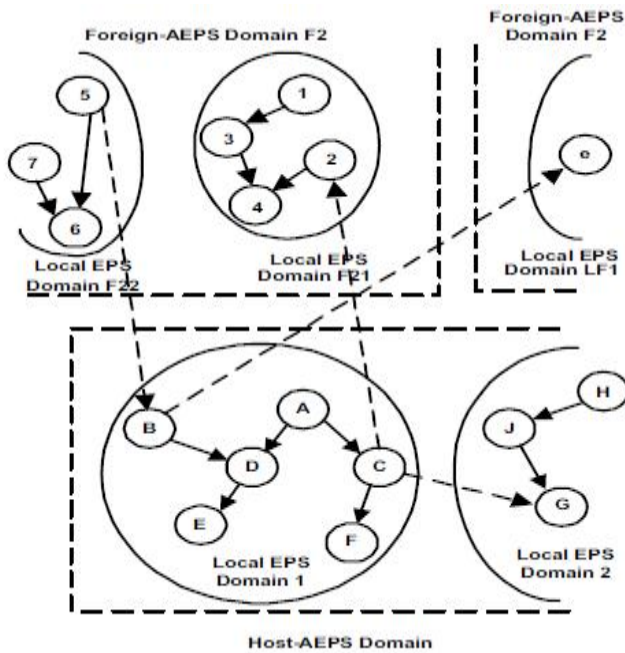 Foreign-AEPS Domain F2
Foreign-AEPS
Domain F2
5
1
3
2
7
4
6
e
Local EPS
Domain F22
Local EPS
Domain F21
Local EPS
Domain LF1
A
H
B
J
D
C
G
E
F
Local EPS
Domain 1
Local EPS
Domain 2
Host-AEPS Domain